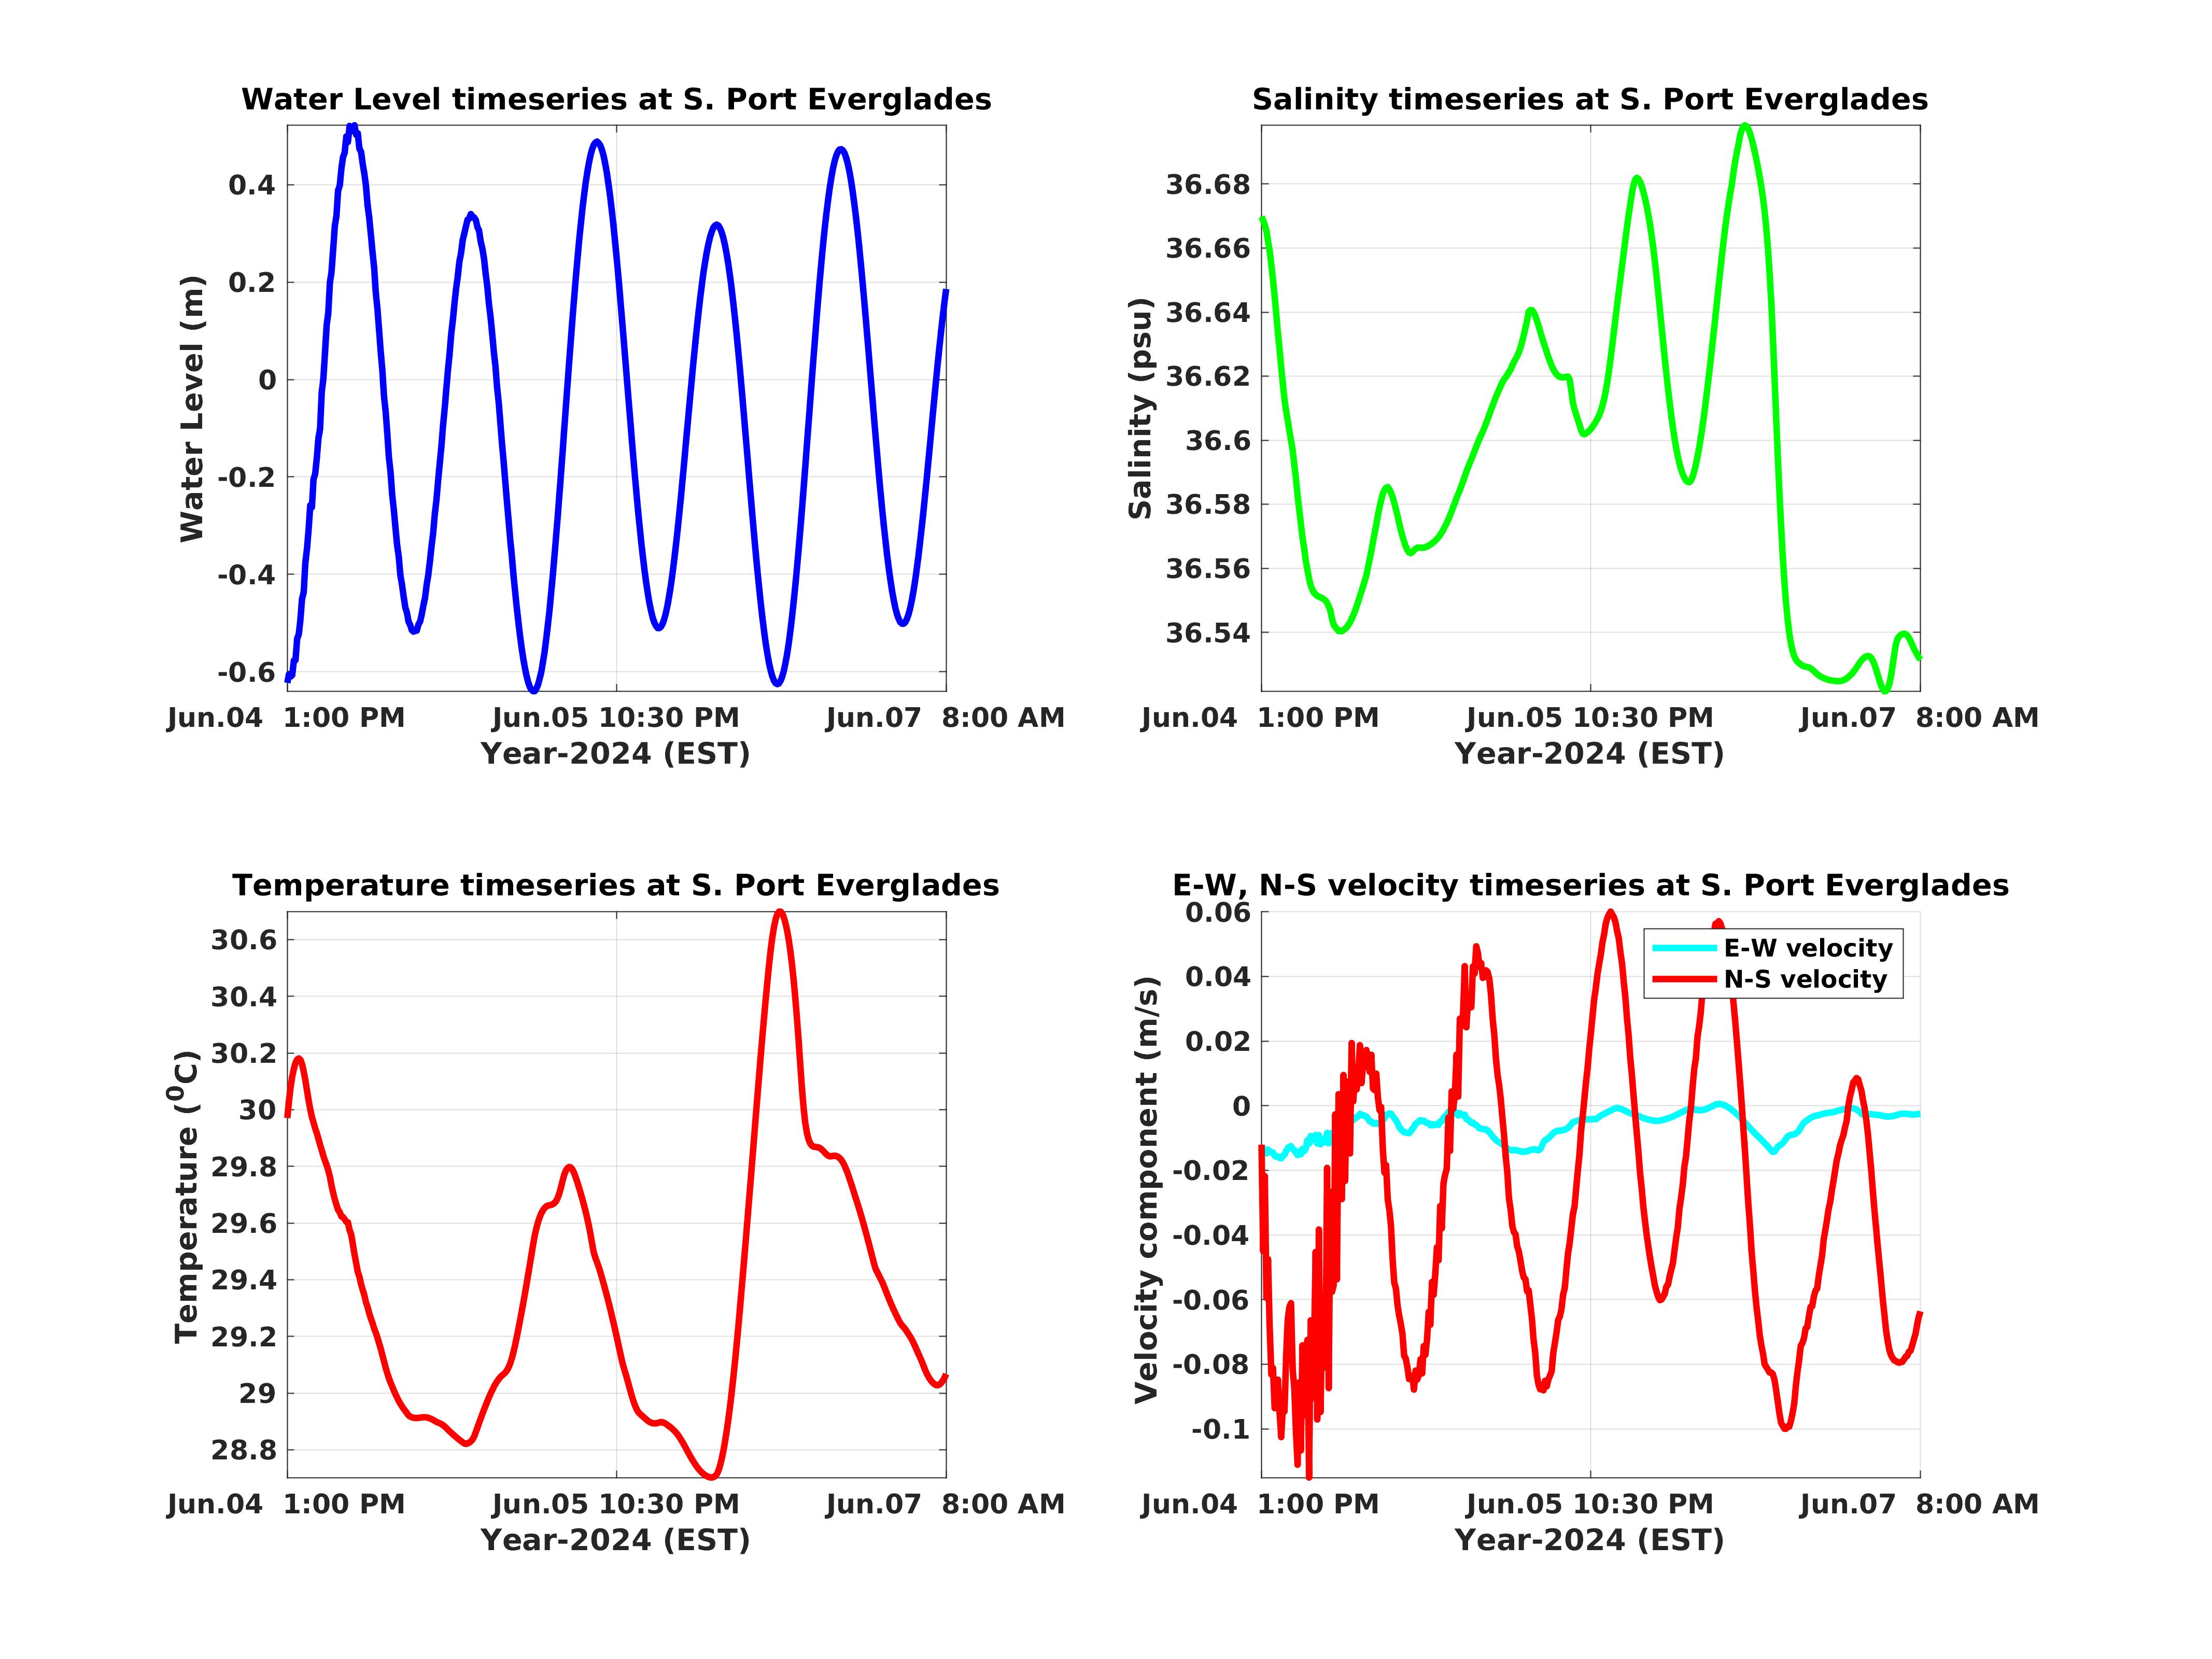 Water Level timeseries at S. Port Everglades
0.4
0.2
0
-0.2
-0.4
-0.6
Water Level (m)
Jun.04 1:00 PM Jun.05 10:30 PM Jun.07 8:00 AM
Year-2024 (EST)
Salinity timeseries at S. Port Everglades
36.68
36.66
36.64
36.62
36.6
36.58
36.56
36.54
Salinity (psu)
Jun.04 1:00 PM Jun.05 10:30 PM Jun.07 8:00 AM
Year-2024 (EST)
Temperature timeseries at S. Port Everglades
30.6
30.4
30.2
30
29.8
29.6
29.4
29.2
29
28.8
Temperature (⁰C)
Jun.04 1:00 PM Jun.05 10:30 PM Jun.07 8:00 AM
Year-2024 (EST)
E-W, N-S velocity timeseries at S. Port Everglades
0.06
0.04
0.02
0
-0.02
-0.04
-0.06
-0.08
-0.1
Velocity component (m/s)
E-W velocity
N-S velocity
Jun.04 1:00 PM Jun.05 10:30 PM Jun.07 8:00 AM
Year-2024 (EST)